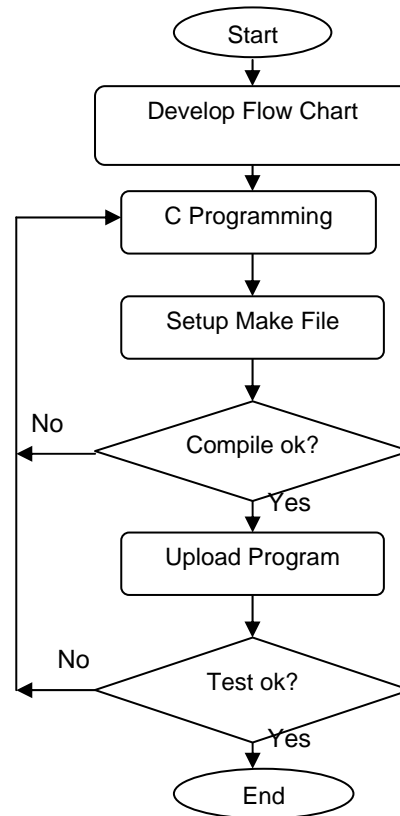 Start
Develop Flow Chart
C Programming
Setup Make File
No
Compile ok?
Yes
Upload Program
No
Test ok?
Yes
End